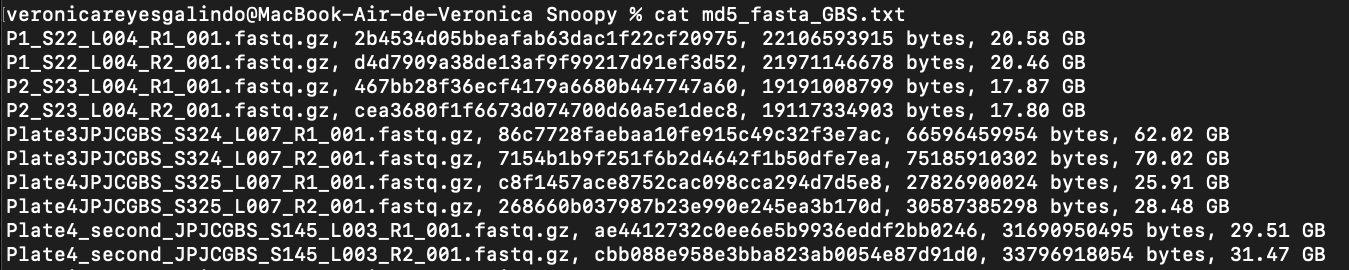 veronicareyesgalindo@MacBook-Air-de-Veronica Snoopy % cat md5_fasta_GBS.txt
P1_S22_L004_R1_001.fastq.gz, 2b4534d05bbeafab63dac1f22cf20975, 22106593915 bytes, 20.58 GB
P1_S22_L004_R2_001.fastq.gz, d4d7909a38de13af9f99217d91ef3d52, 21971146678 bytes, 20.46 GB
P2_S23_L004_R1_001.fastq.gz, 467bb28f36ecf4179a6680b447747a60, 19191008799 bytes, 17.87 GB
P2_S23_L004_R2_001.fastq.gz, cea3680f1f6673d074700d60a5e1dec8, 19117334903 bytes, 17.80 GB
Plate3JPJCGBS_S324_L007_R1_001.fastq.gz, 86c7728faebaa10fe915c49c32f3e7ac, 66596459954 bytes, 62.02 GB
Plate3JPJCGBS_S324_L007_R2_001.fastq.gz, 7154b1b9f251f6b2d4642f1b50dfe7ea, 75185910302 bytes, 70.02 GB
Plate4JPJCGBS_S325_L007_R1_001.fastq.gz, c8f1457ace8752cac098cca294d7d5e8, 27826900024 bytes, 25.91 GB
Plate4JPJCGBS_S325_L007_R2_001.fastq.gz, 268660b037987b23e990e245ea3b170d, 30587385298 bytes, 28.48 GB
Plate4_second_JPJCGBS_S145_L003_R1_001.fastq.gz, ae4412732c0ee6e5b9936eddf2bb0246, 31690950495 bytes, 29.51 GB
Plate4_second_JPJCGBS_S145_L003_R2_001.fastq.gz, cbb088e958e3bba823ab0054e87d91d0, 33796918054 bytes, 31.47 GB